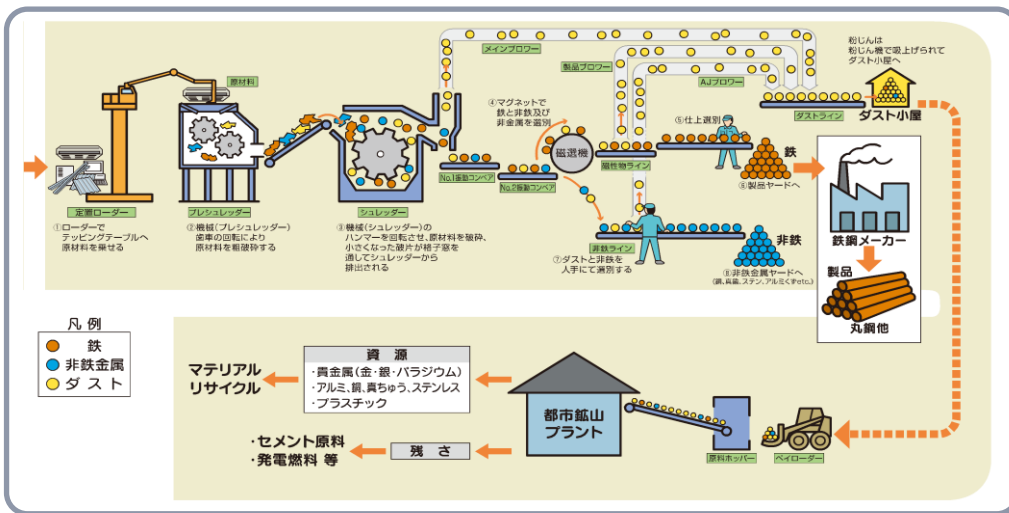 メインブロワー
製品ブロワー
AJブロワー
粉じんは
粉じん機で吸上げられて
ダスト小屋へ
ダストライン
ダスト小屋
原材料
定置ローダー
①ローダーで
テッピングテーブルへ
原材料を乗せる
プレシュレッダー
②機械(プレシュレッダー)
歯車の回転により
原材料を粗破砕する
シュレッダー
③機械(シュレッダー)の
ハンマーを回転させ、原材料を破砕、
小さくなった破片が格子窓を
通してシュレッダーから
排出される
No.1振動コンベア
No.2振動コンベア
④マグネットで
鉄と非鉄及び
非金属を選別
磁選機
磁性物ライン
⑤仕上選別
鉄
⑥製品ヤードへ
非鉄ライン
⑦ダストと非鉄を
人手にて選別する
非鉄
⑧非鉄金属ヤードへ
(銅、真鍮、ステン、アルミくずetc.)
鉄鋼メーカー
製品
丸鋼他
凡例
鉄
非鉄金属
ダスト
マテリアル
リサイクル
資源
・貴金属(金・銀・パラジウム)
・アルミ、銅、真ちゅう、ステンレス
・プラスチック
・セメント原料
・発電燃料 等
残さ
都市鉱山
プラント
原料ホッパー
ペイローダー